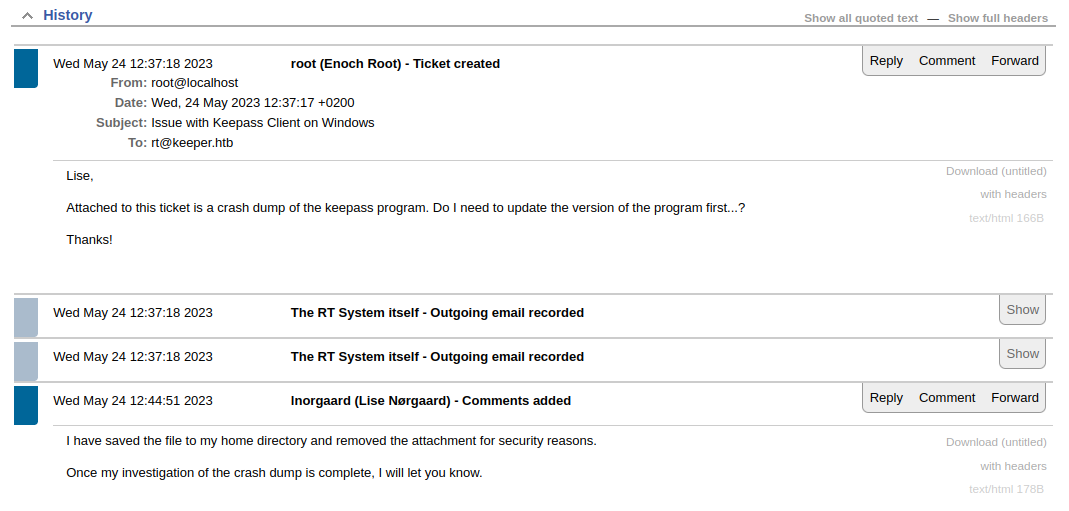 History
Show all quoted text — Show full headers
Wed May 24 12:37:18 2023 root (Enoch Root) - Ticket created Reply Comment Forward
From: root@localhost
Date: Wed, 24 May 2023 12:37:17 +0200
Subject: Issue with Keepass Client on Windows
To: rt@keeper.htb
Lise,
Download (untitled)
with headers
text/html 166B
Attached to this ticket is a crash dump of the keepass program. Do I need to update the version of the program first...?
Thanks!
Wed May 24 12:37:18 2023 The RT System itself - Outgoing email recorded Show
Wed May 24 12:37:18 2023 The RT System itself - Outgoing email recorded Show
Wed May 24 12:44:51 2023 lnorgaard (Lise Nørgaard) - Comments added Reply Comment Forward
I have saved the file to my home directory and removed the attachment for security reasons.
Download (untitled)
with headers
text/html 178B
Once my investigation of the crash dump is complete, I will let you know.